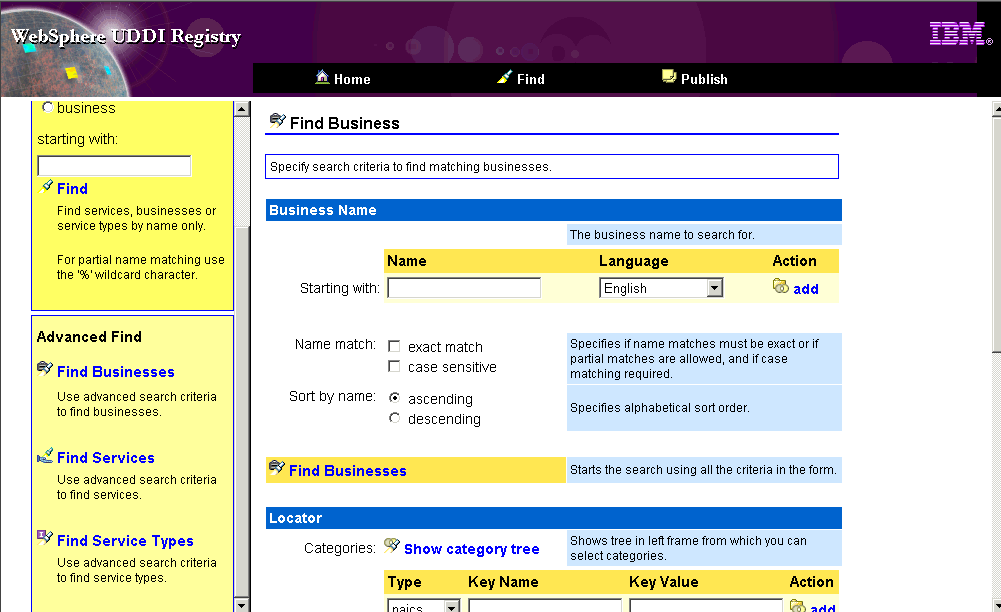 WebSphere UDDI Registry
IBM®
Home
Find
Publish
business
starting with:
Find
Find services, businesses or
service types by name only.
For partial name matching use
the '%' wildcard character.
Advanced Find
Find Businesses
Use advanced search criteria
to find businesses.
Find Services
Use advanced search criteria
to find services.
Find Service Types
Use advanced search criteria
to find service types.
Find Business
Specify search criteria to find matching businesses.
Business Name
The business name to search for.
Name Language Action
Starting with: English add
Name match: exact match
case sensitive
Specifies if name matches must be exact or if
partial matches are allowed, and if case
matching required.
Sort by name: ascending
descending
Specifies alphabetical sort order.
Find Businesses
Starts the search using all the criteria in the form.
Locator
Categories: Show category tree
Shows tree in left frame from which you can
select categories.
Type Key Name Key Value Action
naics add